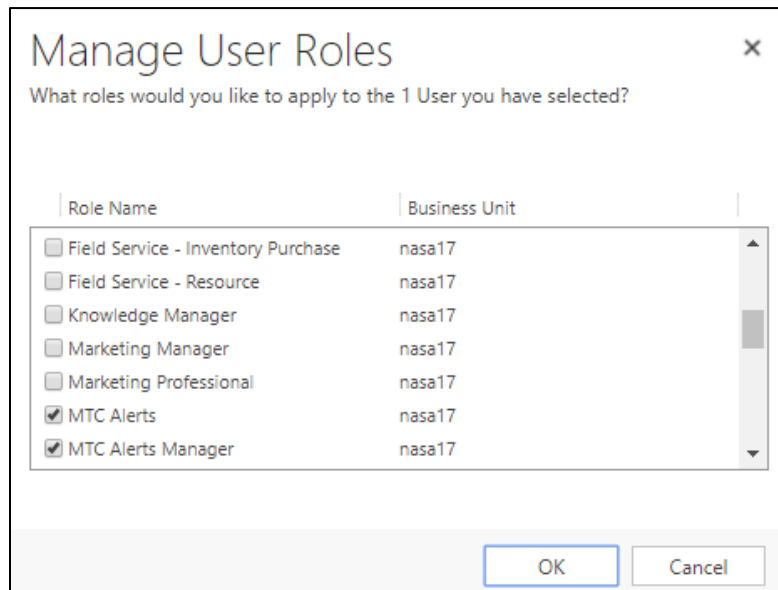 Manage User Roles
What roles would you like to apply to the 1 User you have selected?
Role Name Business Unit
Field Service - Inventory Purchase nasa17
Field Service - Resource nasa17
Knowledge Manager nasa17
Marketing Manager nasa17
Marketing Professional nasa17
MTC Alerts nasa17
MTC Alerts Manager nasa17
OK Cancel